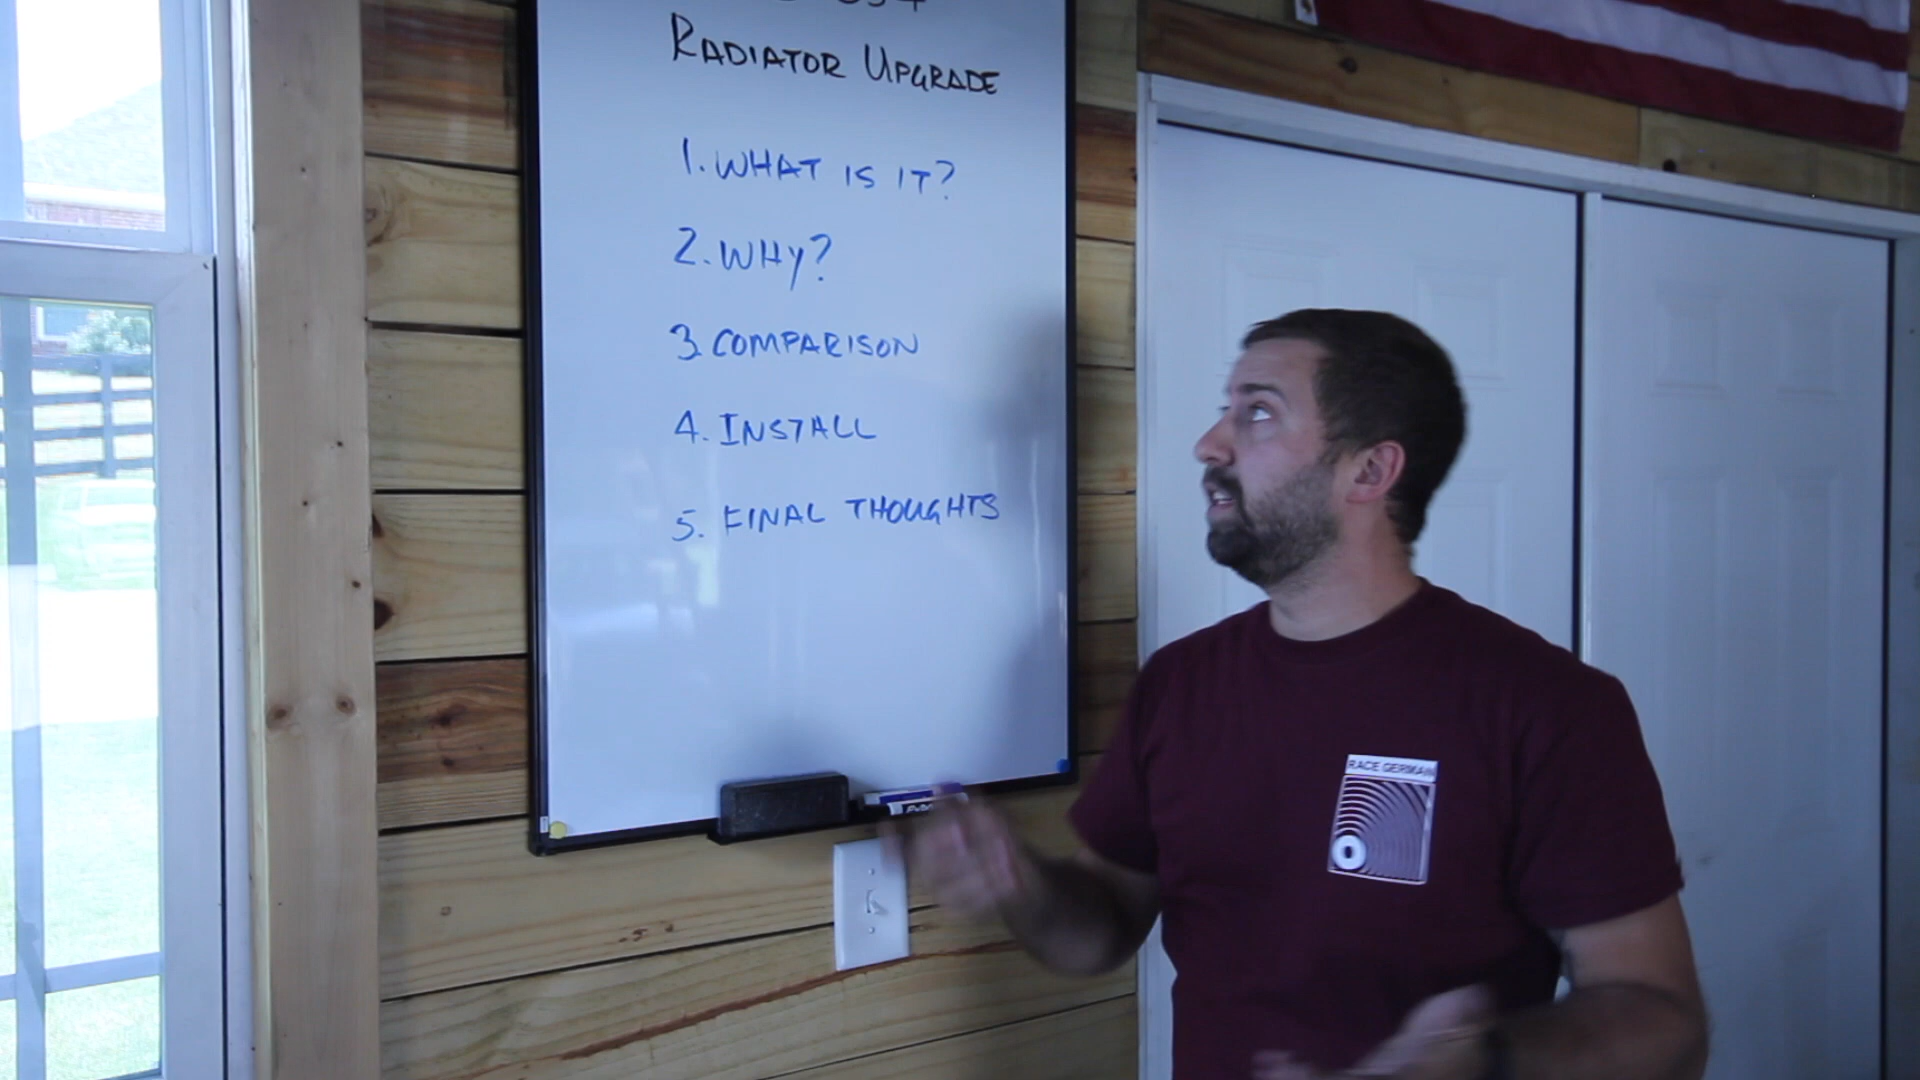 RADIATOR UPGRADE
1. WHAT IS IT?
2. WHY?
3. COMPARISON
4. INSTALL
5. FINAL THOUGHTS
RACE GERMAN